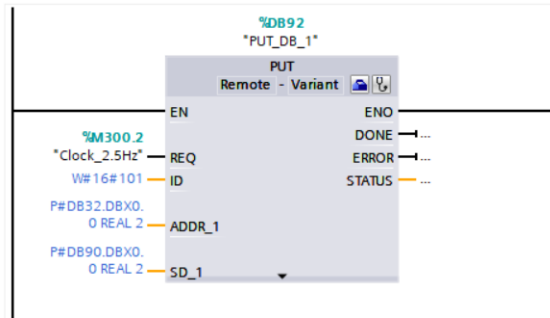 %DB92
"PUT_DB_1"
PUT
Remote - Variant
EN
ENO
DONE
...
%M300.2
"Clock_2.5Hz"
REQ
ERROR
...
W#16#101
ID
STATUS
...
P#DB32.DBX0.
0 REAL 2
ADDR_1
P#DB90.DBX0.
0 REAL 2
SD_1